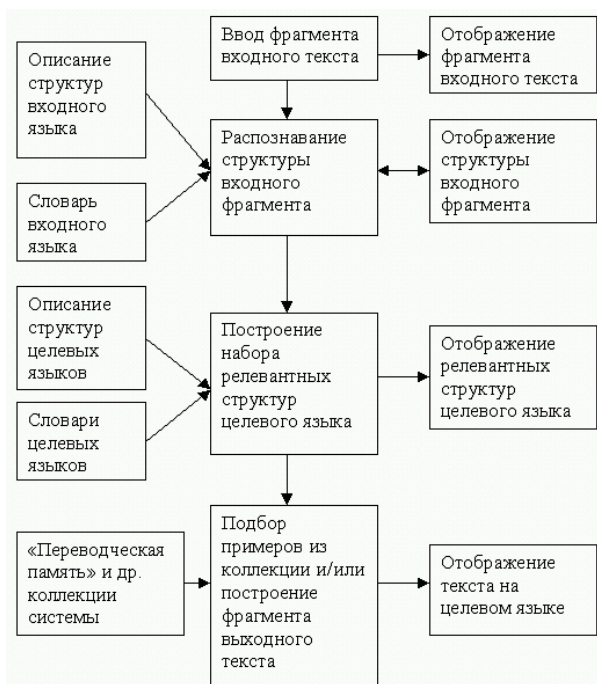 Ввод фрагмента
входного текста
Отображение
фрагмента
входного текста
Описание
структур
входного
языка
Распознавание
структуры
входного
фрагмента
Отображение
структуры
входного
фрагмента
Словарь
входного
языка
Описание
структур
целевых
языков
Построение
набора
релевантных
структур
целевого языка
Отображение
релевантных
структур
целевого языка
Словари
целевых
языков
«Переводческая
память» и др.
коллекции
системы
Подбор
примеров из
коллекции и/или
построение
фрагмента
выходного
текста
Отображение
текста на
целевом языке